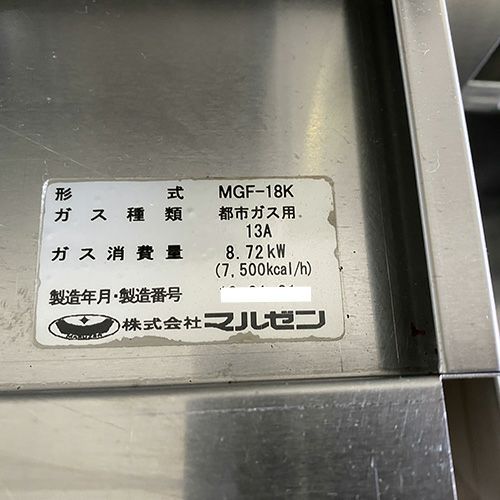 形式 MGF-18K
ガス種類 都市ガス用
13A
ガス消費量 8.72kW
(7,500kcal/h)
製造年月・製造番号
MARUZEN 株式会社マルゼン